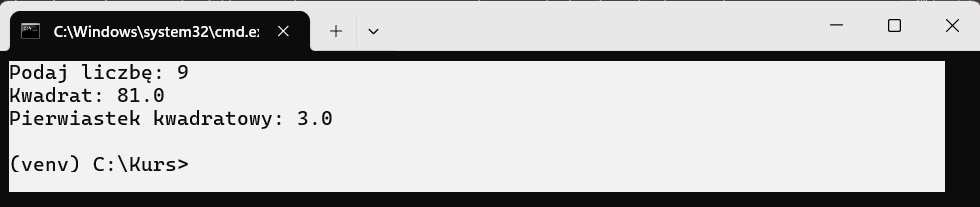 C:\Windows\system32\cmd.e
Podaj liczbę: 9
Kwadrat: 81.0
Pierwiastek kwadratowy: 3.0
(venv) C:\Kurs>